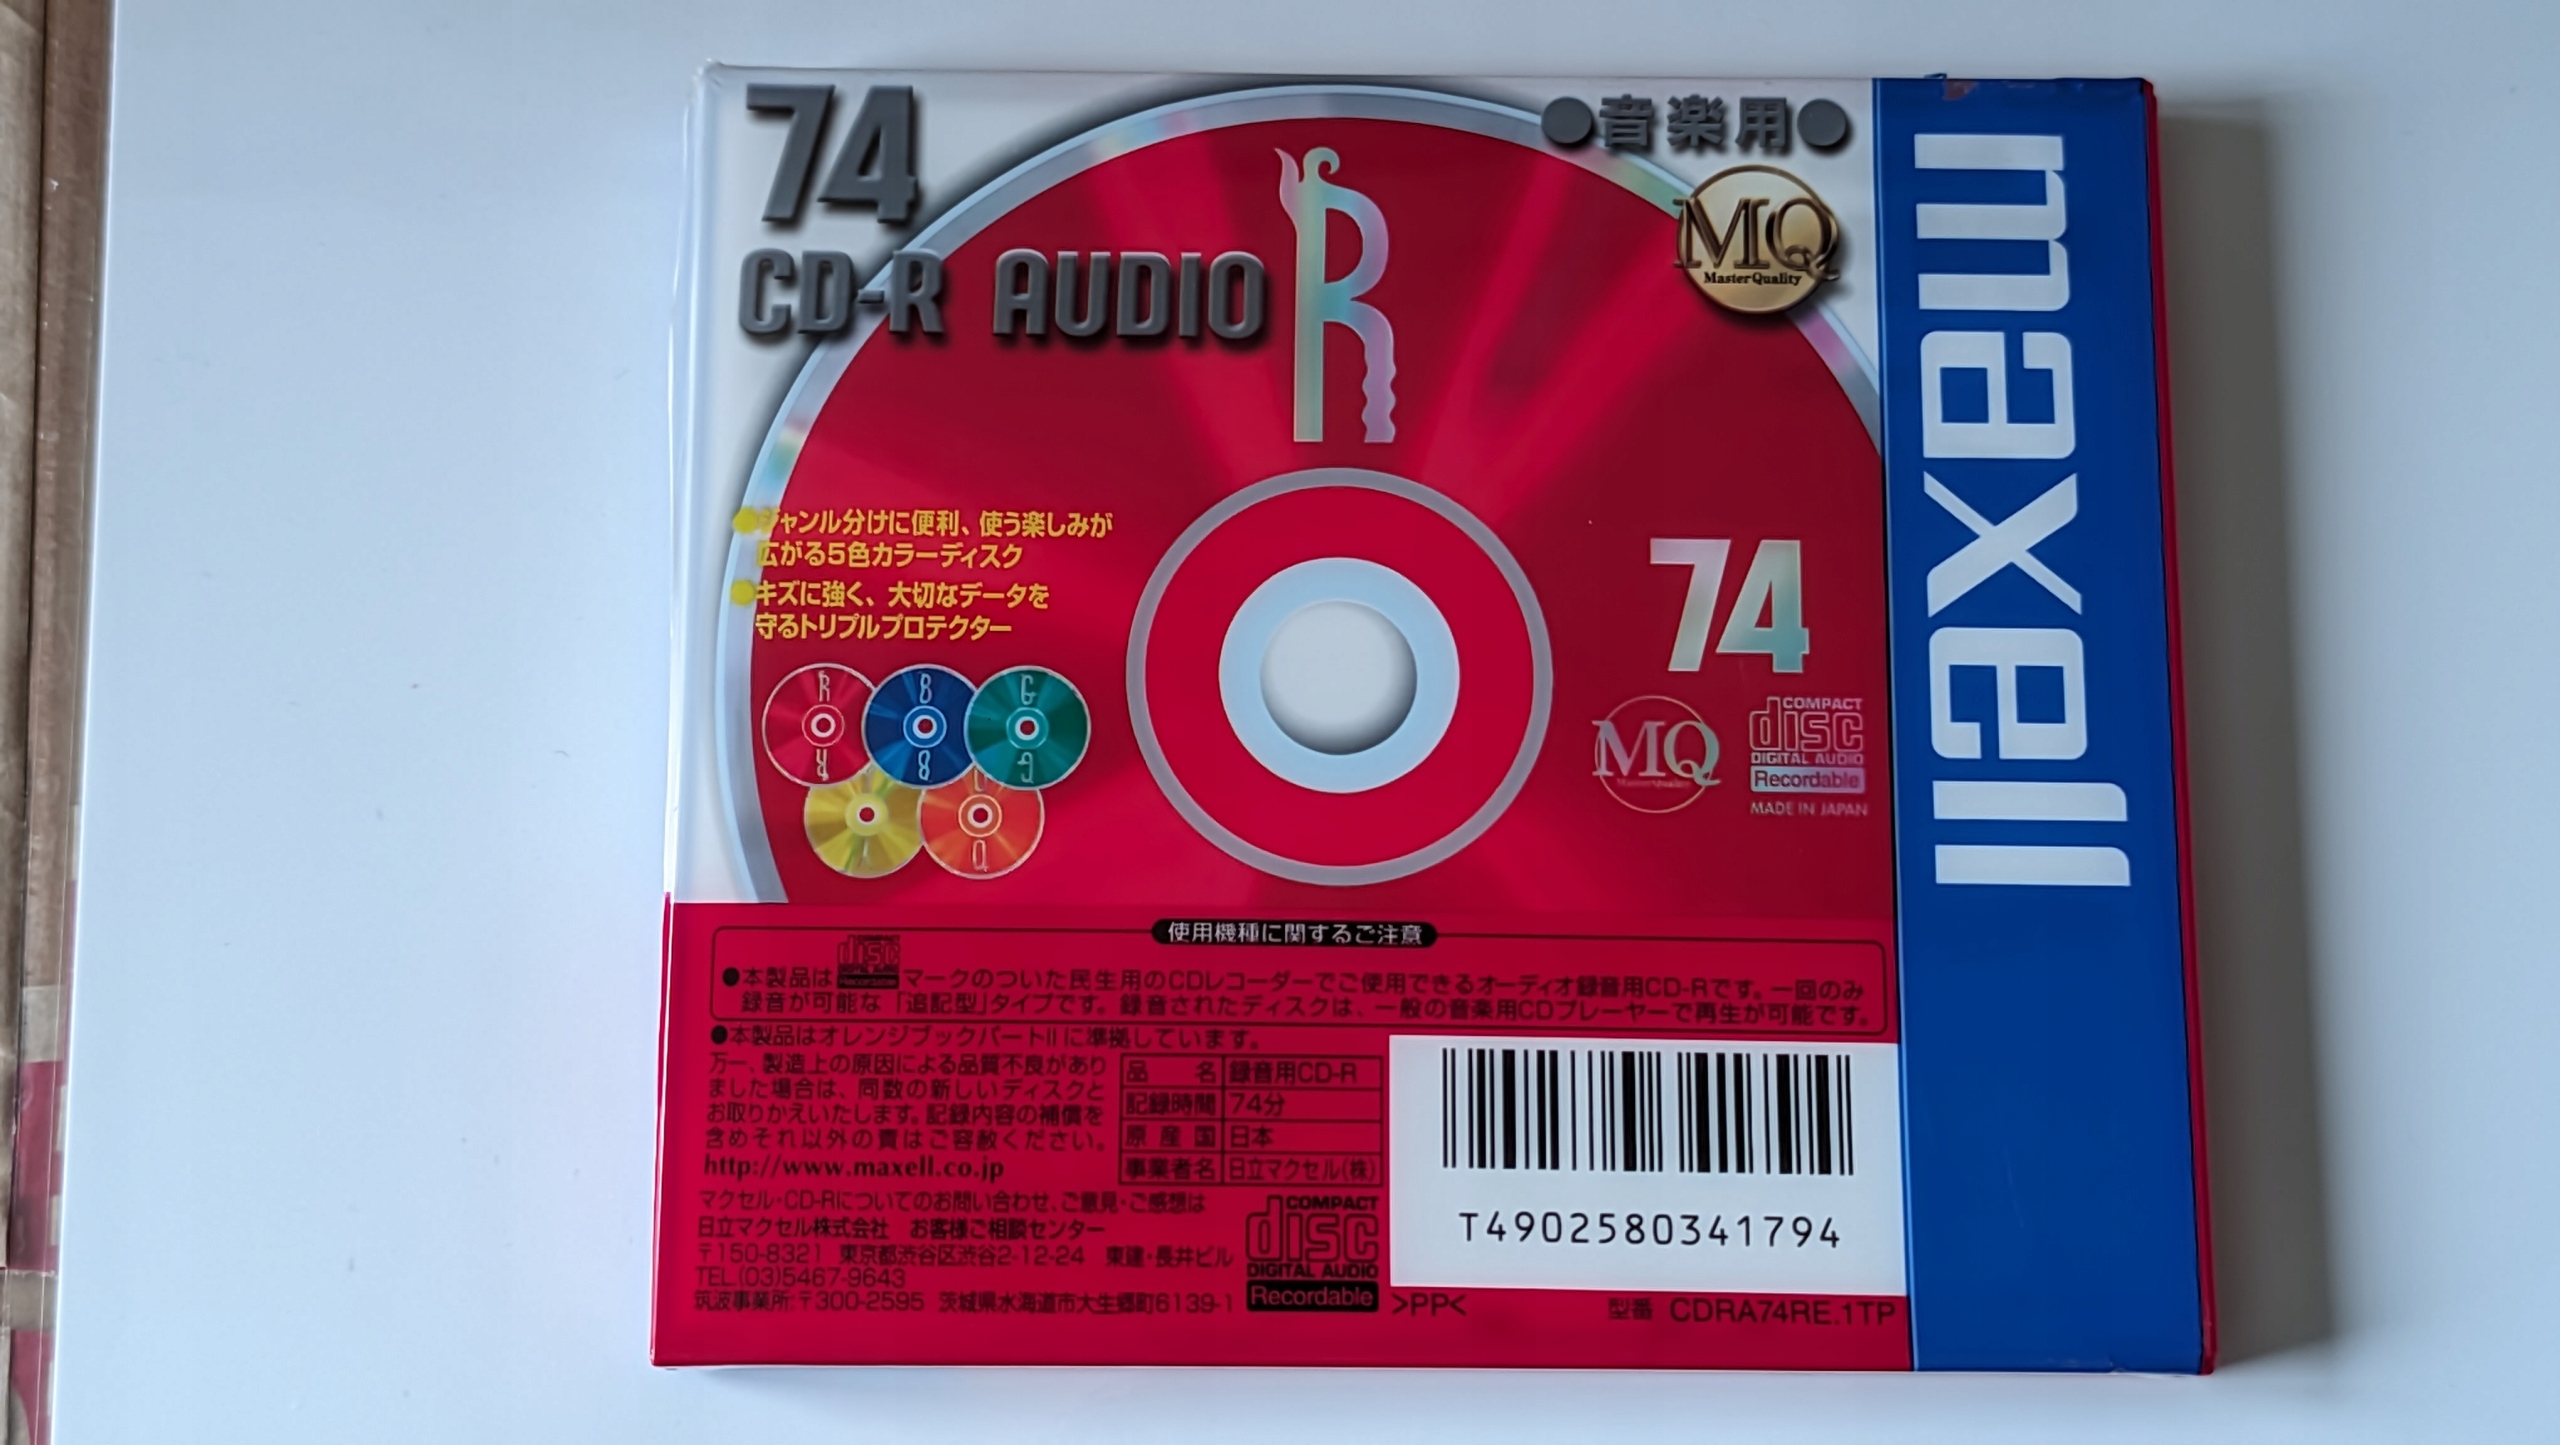 74
CD-R AUDIO
R
●音楽用●
MQ
Master Quality
maxell
●ジャンル分けに便利、使う楽しみが
広がる5色カラーディスク
●キズに強く、大切なデータを
守るトリプルプロテクター
R
B
G
B
74
MQ
COMPACT
disc
DIGITAL AUDIO
Recordable
MADE IN JAPAN
使用機種に関するご注意
●本製品は COMPACT disc DIGITAL AUDIO Recordable マークのついた民生用のCDレコーダーでご使用できるオーディオ録音用CD-Rです。一回のみ
録音が可能な「追記型」タイプです。録音されたディスクは、一般の音楽用CDプレーヤーで再生が可能です。
●本製品はオレンジブックパートIIに準拠しています。
万一、製造上の原因による品質不良があり
ました場合は、同数の新しいディスクと
お取りかえいたします。記録内容の補償を
含めそれ以外の責はご容赦ください。
http://www.maxell.co.jp
品名 録音用CD-R
記録時間 74分
原産国 日本
事業者名 日立マクセル(株)
マクセル・CD-Rについてのお問い合わせ、ご意見・ご感想は
日立マクセル株式会社 お客様ご相談センター
〒150-8321 東京都渋谷区渋谷2-12-24 東建・長井ビル
TEL(03)5467-9643
筑波事業所:〒300-2595 茨城県水海道市大生郷町6139-1
COMPACT
disc
DIGITAL AUDIO
Recordable
>PP<
T4902580341794
型番 CDRA74RE.1TP